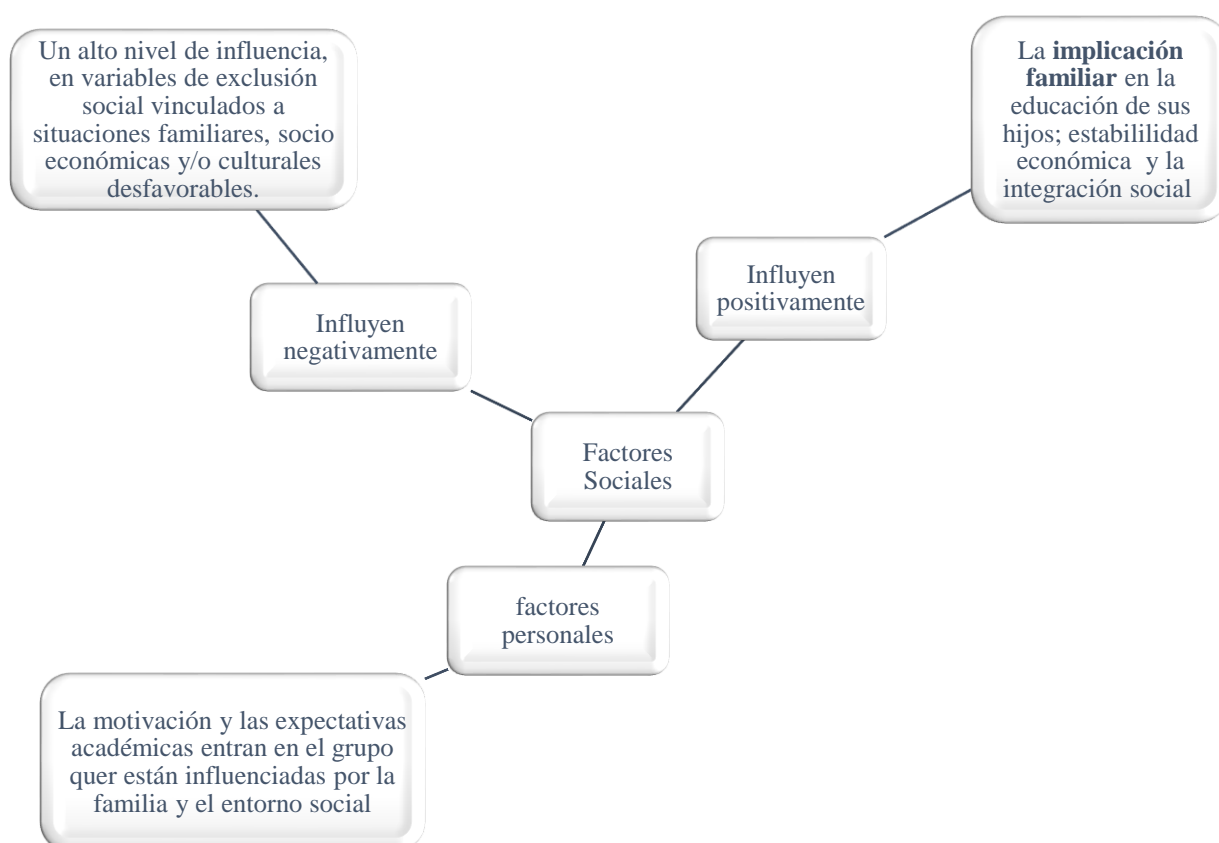 Un alto nivel de influencia,
en variables de exclusión
social vinculados a
situaciones familiares, socio
económicas y/o culturales
desfavorables.
La implicación
familiar en la
educación de sus
hijos; estabililidad
económica y la
integración social
Influyen
positivamente
Influyen
negativamente
Factores
Sociales
factores
personales
La motivación y las expectativas
académicas entran en el grupo
quer están influenciadas por la
familia y el entorno social